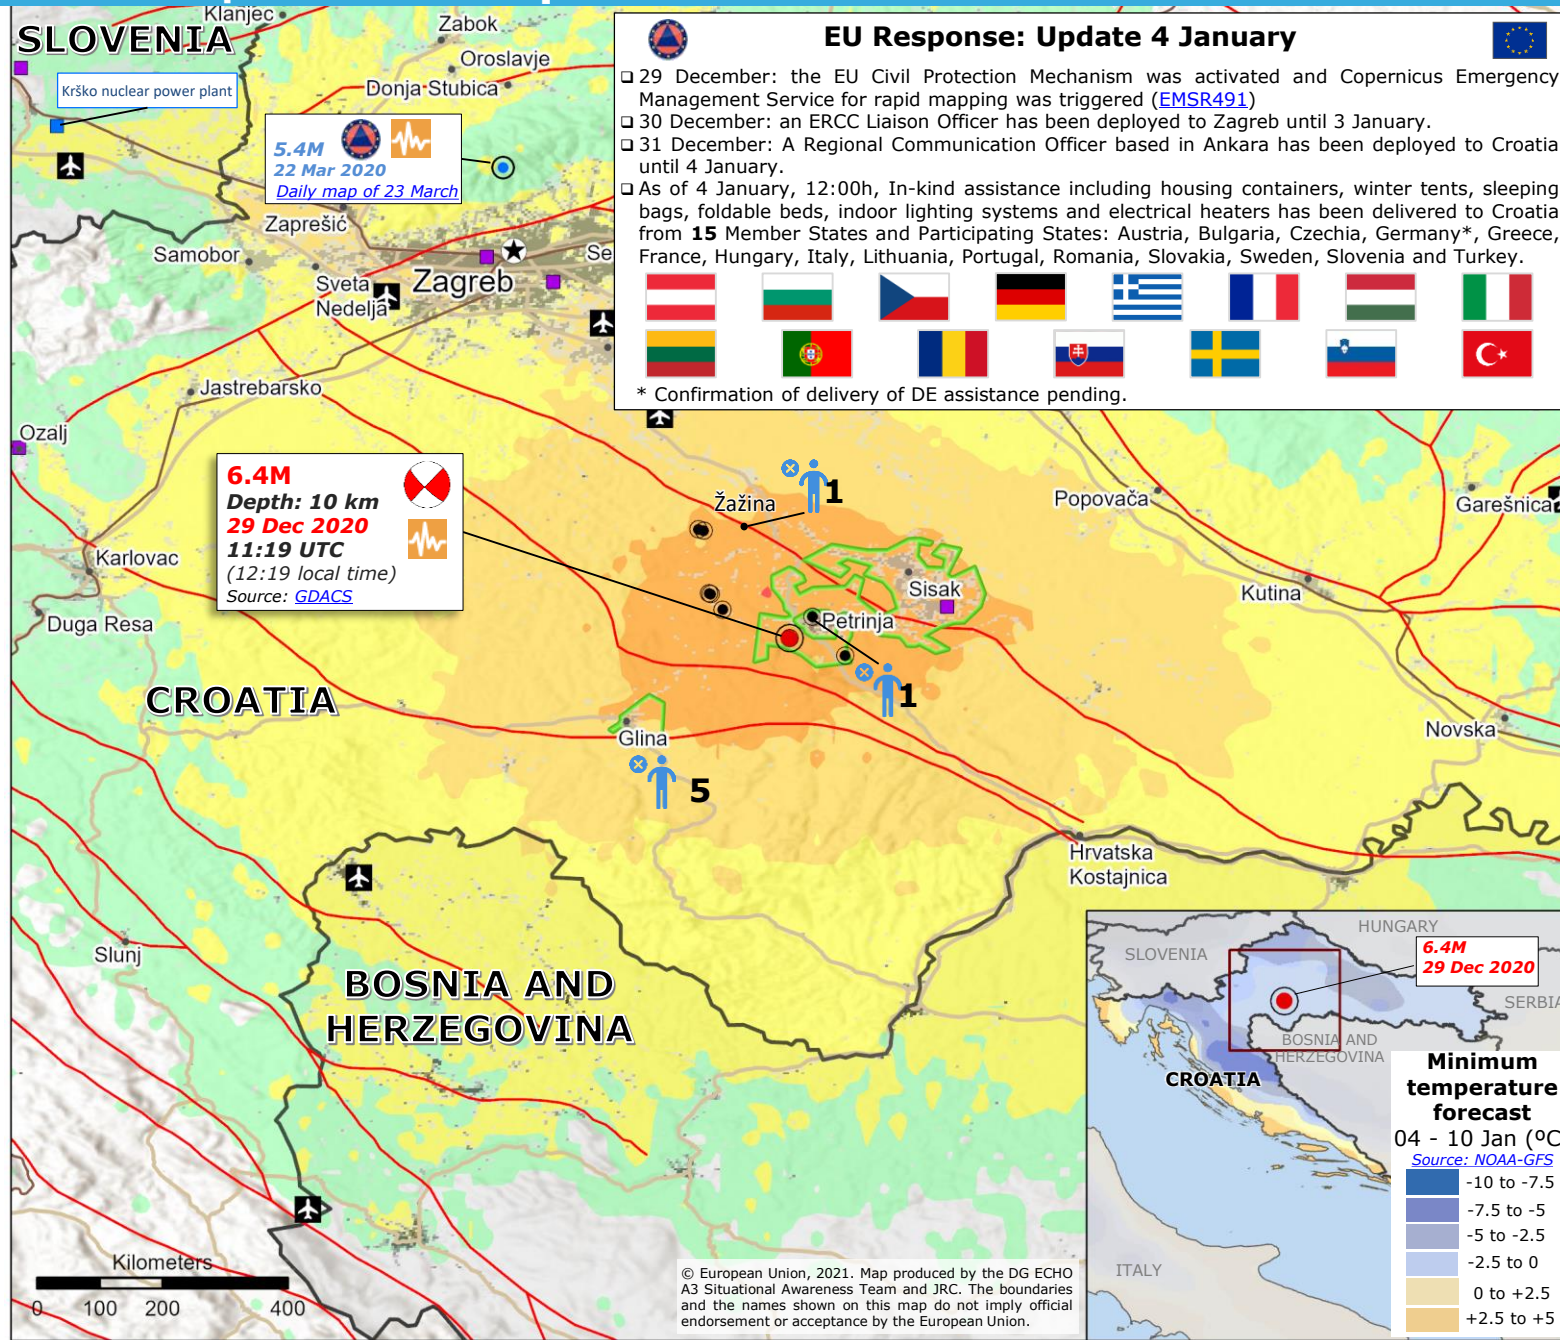 Klanjec
SLOVENIA
Zabok
Oroslavje
Krško nuclear power plant
Donja Stubica
5.4M
22 Mar 2020
Daily map of 23 March
Zaprešić
Samobor
Sveta
Nedelja
Zagreb
Se
Jastrebarsko
Ozalj
EU Response: Update 4 January
❑ 29 December: the EU Civil Protection Mechanism was activated and Copernicus Emergency
Management Service for rapid mapping was triggered (EMSR491)
❑ 30 December: an ERCC Liaison Officer has been deployed to Zagreb until 3 January.
❑ 31 December: A Regional Communication Officer based in Ankara has been deployed to Croatia
until 4 January.
❑ As of 4 January, 12:00h, In-kind assistance including housing containers, winter tents, sleeping
bags, foldable beds, indoor lighting systems and electrical heaters has been delivered to Croatia
from 15 Member States and Participating States: Austria, Bulgaria, Czechia, Germany*, Greece,
France, Hungary, Italy, Lithuania, Portugal, Romania, Slovakia, Sweden, Slovenia and Turkey.
* Confirmation of delivery of DE assistance pending.
6.4M
Depth: 10 km
29 Dec 2020
11:19 UTC
(12:19 local time)
Source: GDACS
Žažina
1
Popovača
Garešnica
Karlovac
Sisak
Kutina
Duga Resa
Petrinja
1
CROATIA
Glina
5
Novska
Hrvatska
Kostajnica
Slunj
BOSNIA AND
HERZEGOVINA
HUNGARY
SLOVENIA
6.4M
29 Dec 2020
SERBIA
BOSNIA AND
HERZEGOVINA
CROATIA
ITALY
Minimum
temperature
forecast
04 - 10 Jan (ºC
Source: NOAA-GFS
-10 to -7.5
-7.5 to -5
-5 to -2.5
-2.5 to 0
0 to +2.5
+2.5 to +5
Kilometers
0 100 200 400
© European Union, 2021. Map produced by the DG ECHO
A3 Situational Awareness Team and JRC. The boundaries
and the names shown on this map do not imply official
endorsement or acceptance by the European Union.